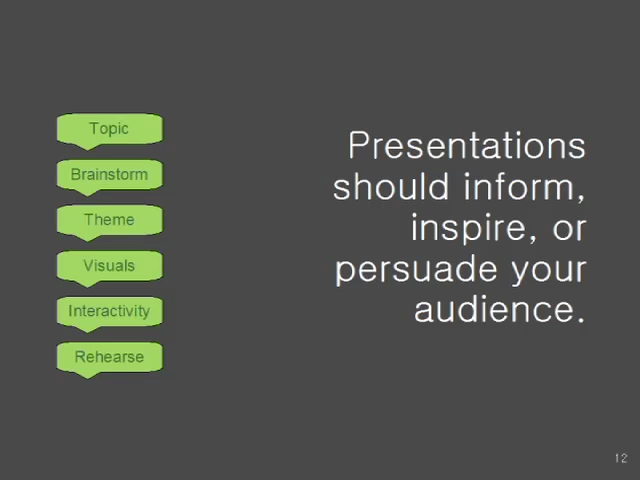 Topic
Brainstorm
Theme
Visuals
Interactivity
Rehearse
Presentations
should inform,
inspire, or
persuade your
audience.
12